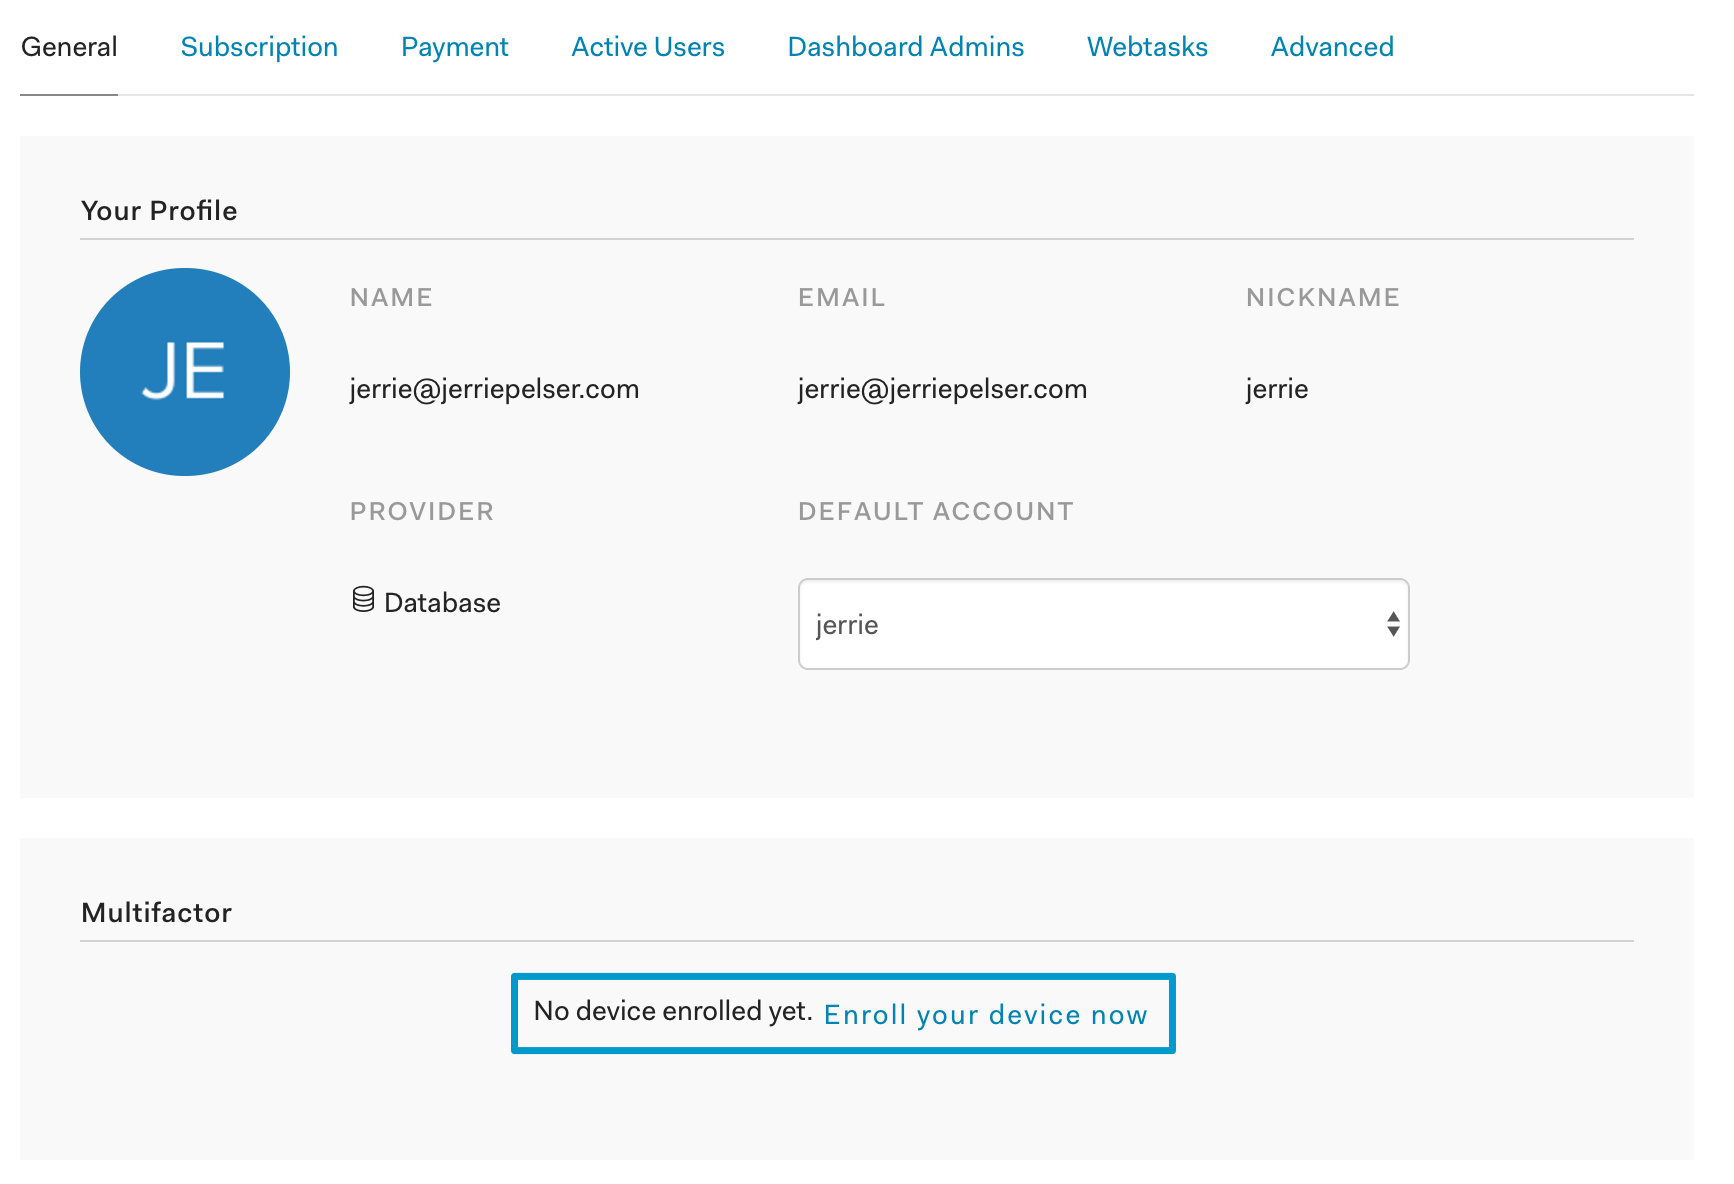 General Subscription Payment Active Users Dashboard Admins Webtasks Advanced
Your Profile
JE
NAME EMAIL NICKNAME
jerrie@jerriepelser.com jerrie@jerriepelser.com jerrie
PROVIDER DEFAULT ACCOUNT
Database
jerrie
Multifactor
No device enrolled yet. Enroll your device now